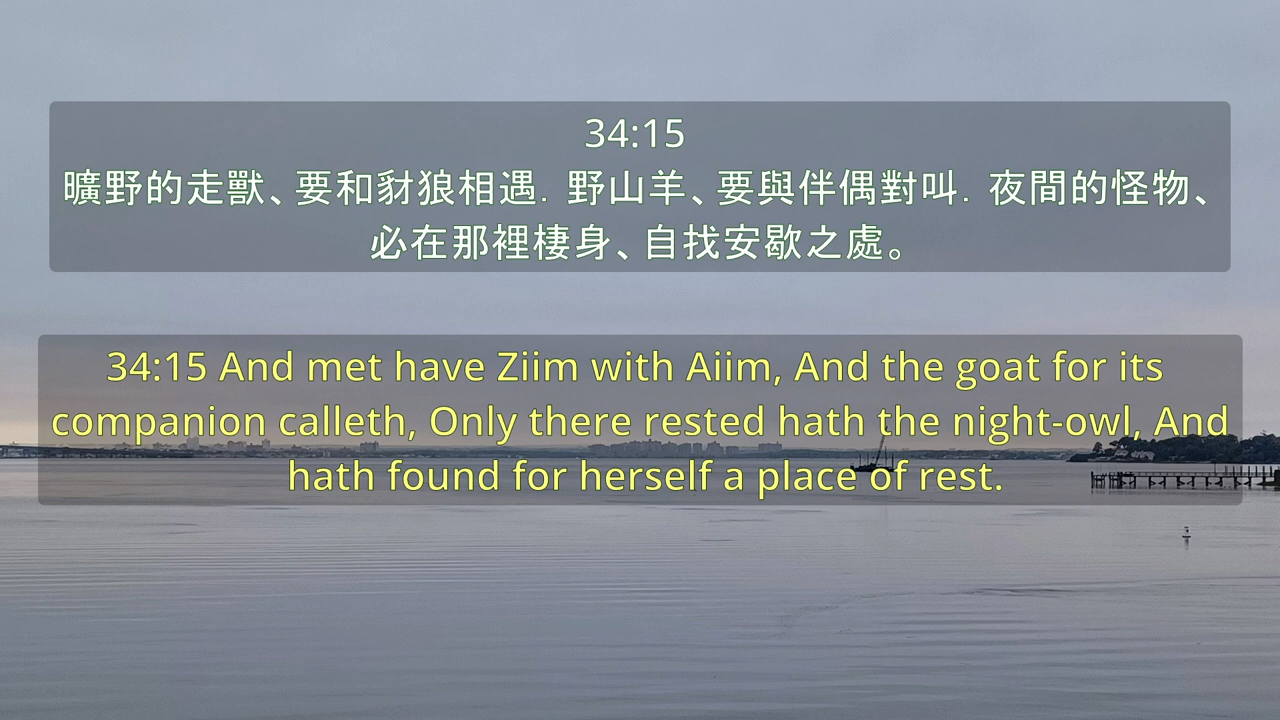 34:15
曠野的走獸、要和豺狼相遇．野山羊、要與伴偶對叫．夜間的怪物、
必在那裡棲身、自找安歇之處。
34:15 And met have Ziim with Aiim, And the goat for its
companion calleth, Only there rested hath the night-owl, And
hath found for herself a place of rest.